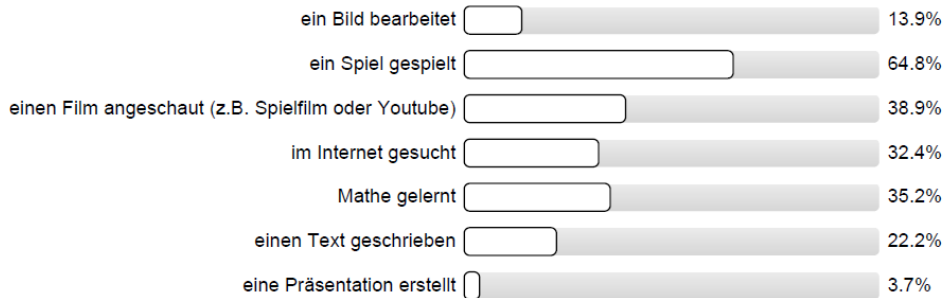 ein Bild bearbeitet 13.9%
ein Spiel gespielt 64.8%
einen Film angeschaut (z.B. Spielfilm oder Youtube) 38.9%
im Internet gesucht 32.4%
Mathe gelernt 35.2%
einen Text geschrieben 22.2%
eine Präsentation erstellt 3.7%